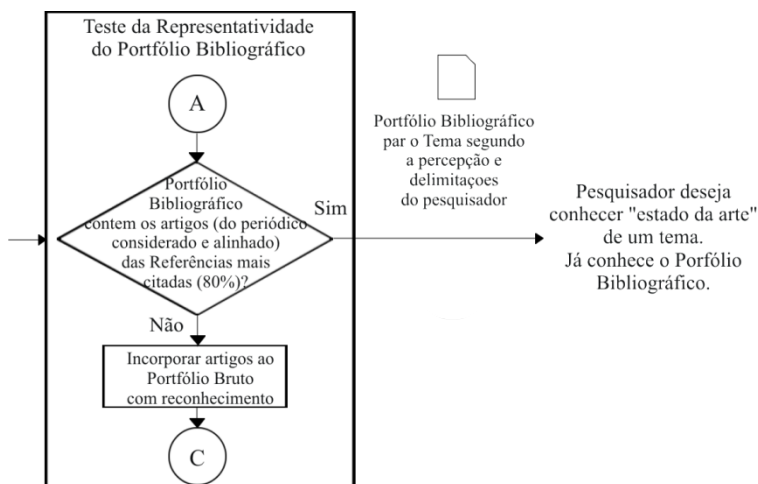 Teste da Representatividade
do Portfólio Bibliográfico
A
Portfólio
Bibliográfico
contem os artigos (do periódico
considerado e alinhado)
das Referências mais
citadas (80%)?
Sim
Não
Incorporar artigos ao
Portfólio Bruto
com reconhecimento
C
Portfólio Bibliográfico
par o Tema segundo
a percepção e
delimitaçoes
do pesquisador
Pesquisador deseja
conhecer "estado da arte"
de um tema.
Já conhece o Porfólio
Bibliográfico.